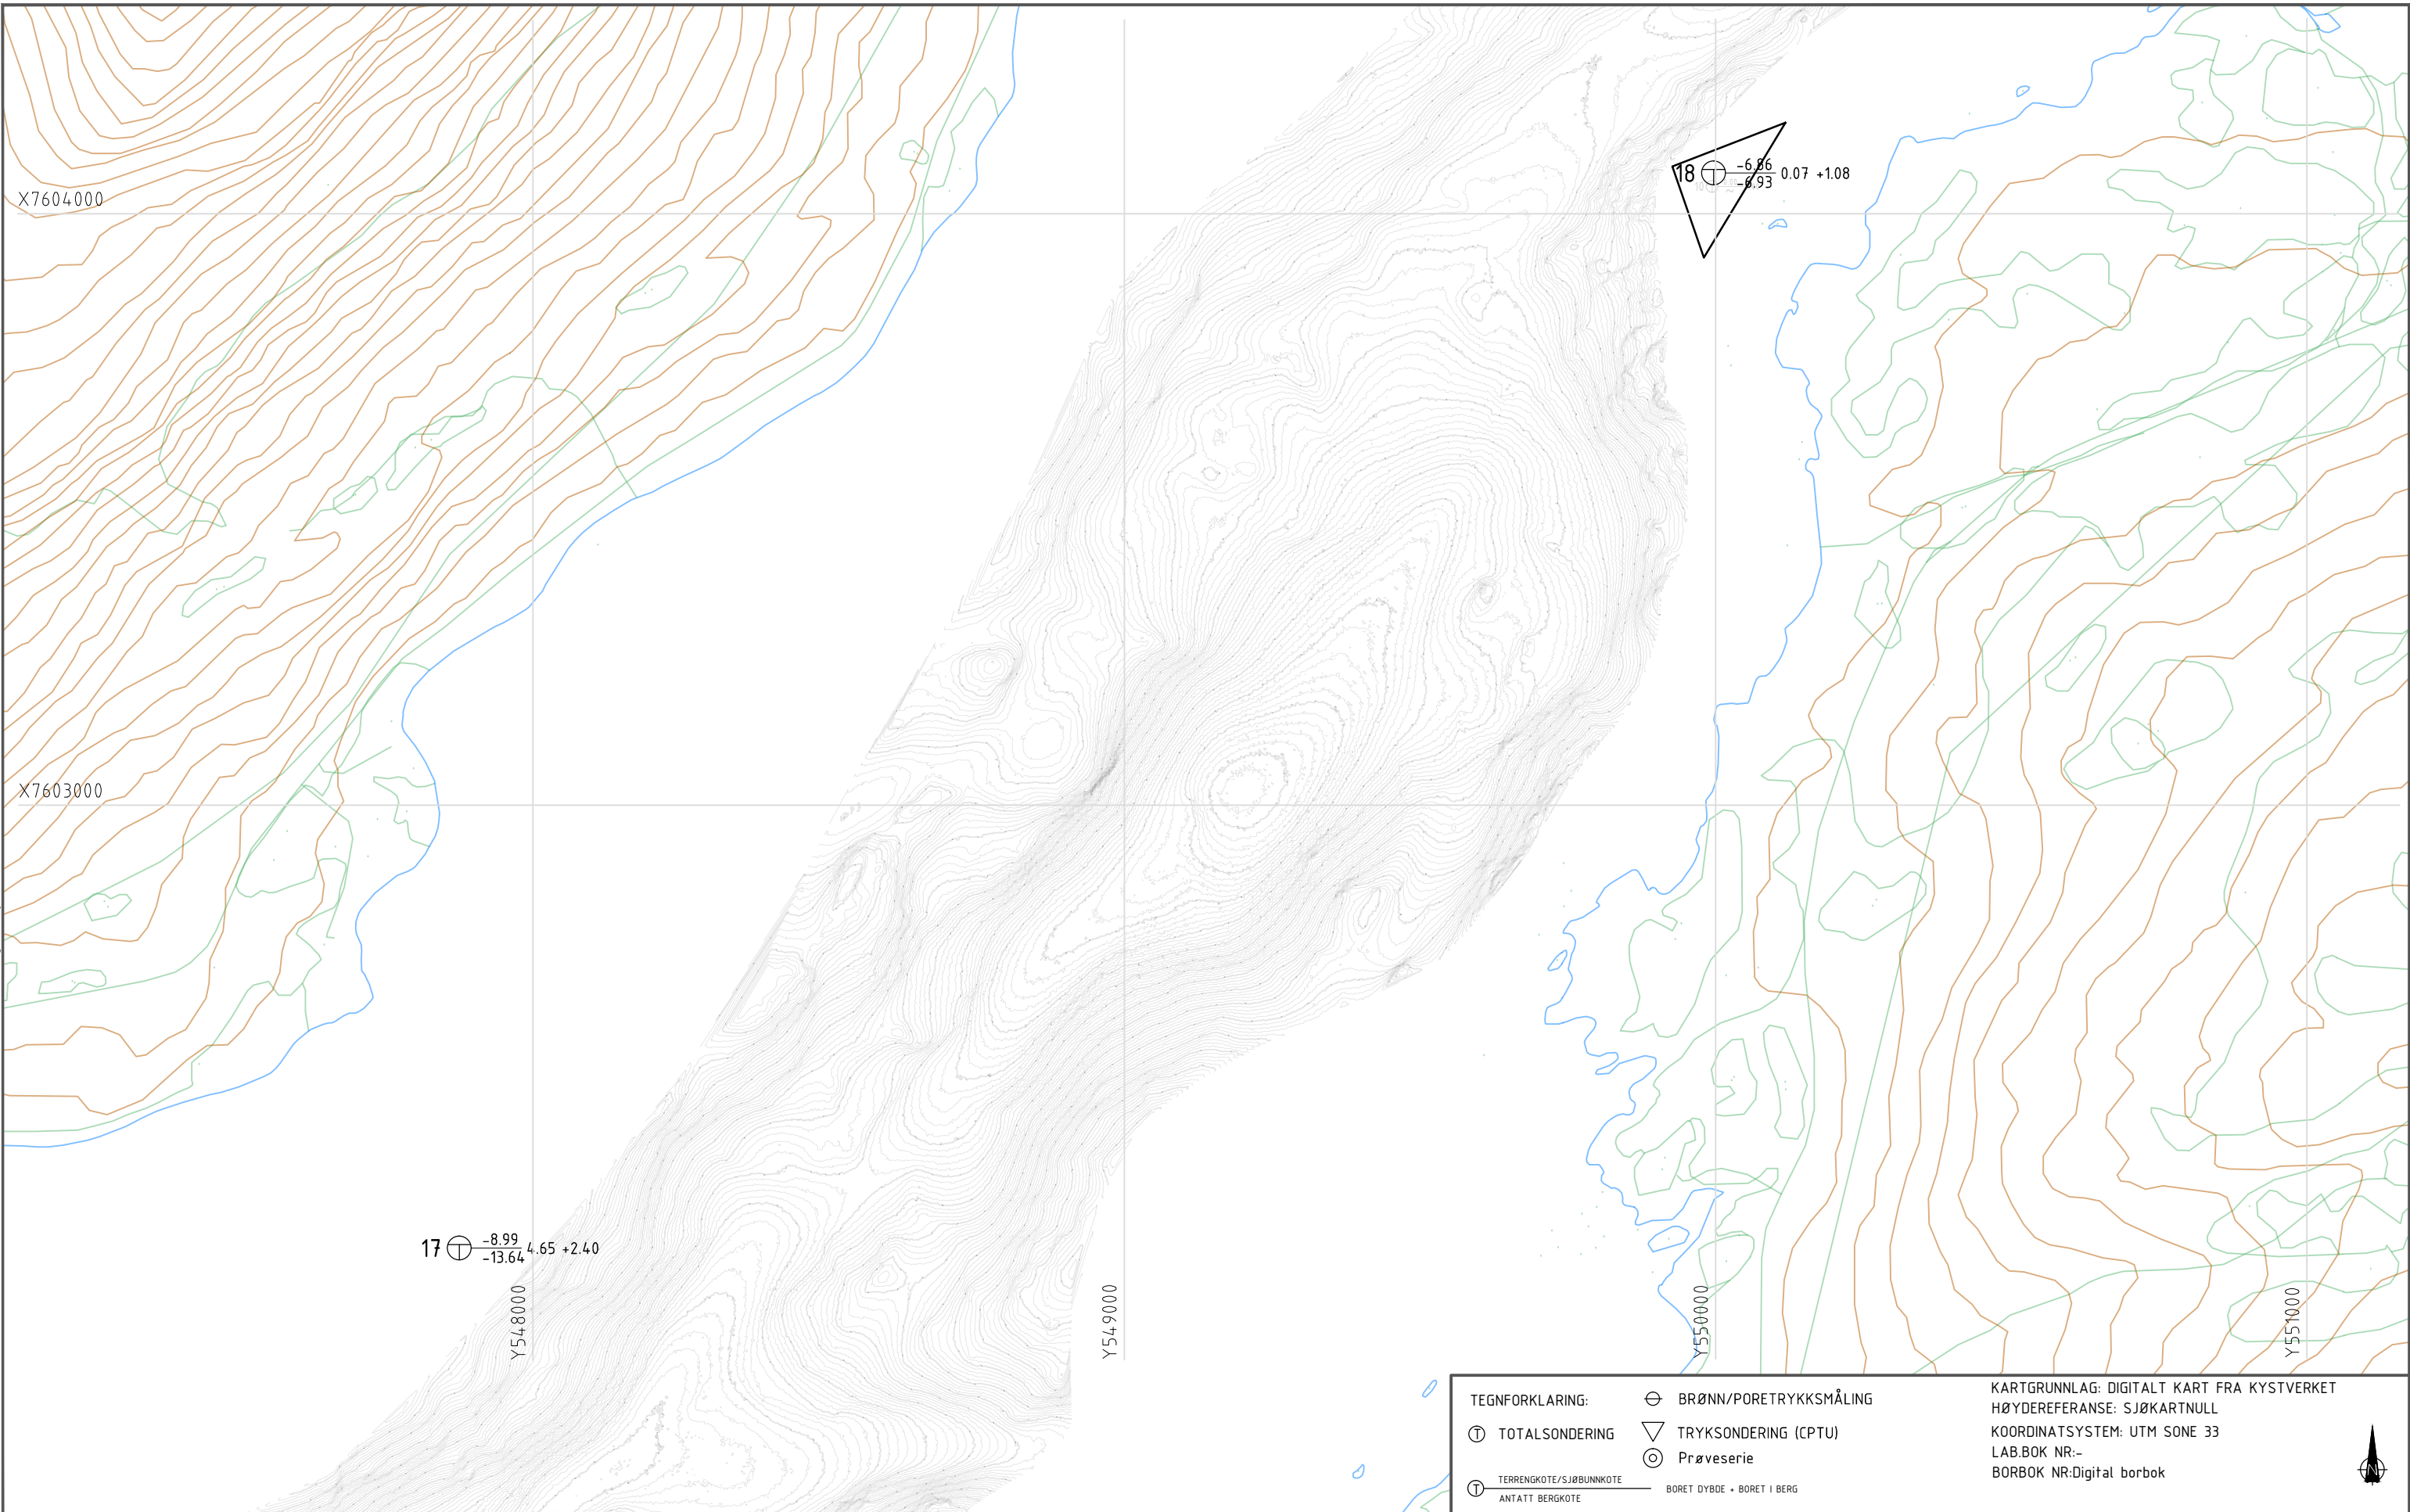 X7604000
18 -6.86 0.07 +1.08
-6.93
X7603000
17 -8.99 4.65 +2.40
-13.64
Y548000
Y549000
Y550000
Y551000
TEGNFORKLARING:
BRØNN/PORETRYKKSMÅLING
T TOTALSONDERING
TRYKSONDERING (CPTU)
Prøveserie
T TERRENGKOTE/SJØBUNNKOTE
ANTATT BERGKOTE
BORET DYBDE + BORET I BERG
KARTGRUNNLAG: DIGITALT KART FRA KYSTVERKET
HØYDEREFERANSE: SJØKARTNULL
KOORDINATSYSTEM: UTM SONE 33
LAB.BOK NR:-
BORBOK NR:Digital borbok
N